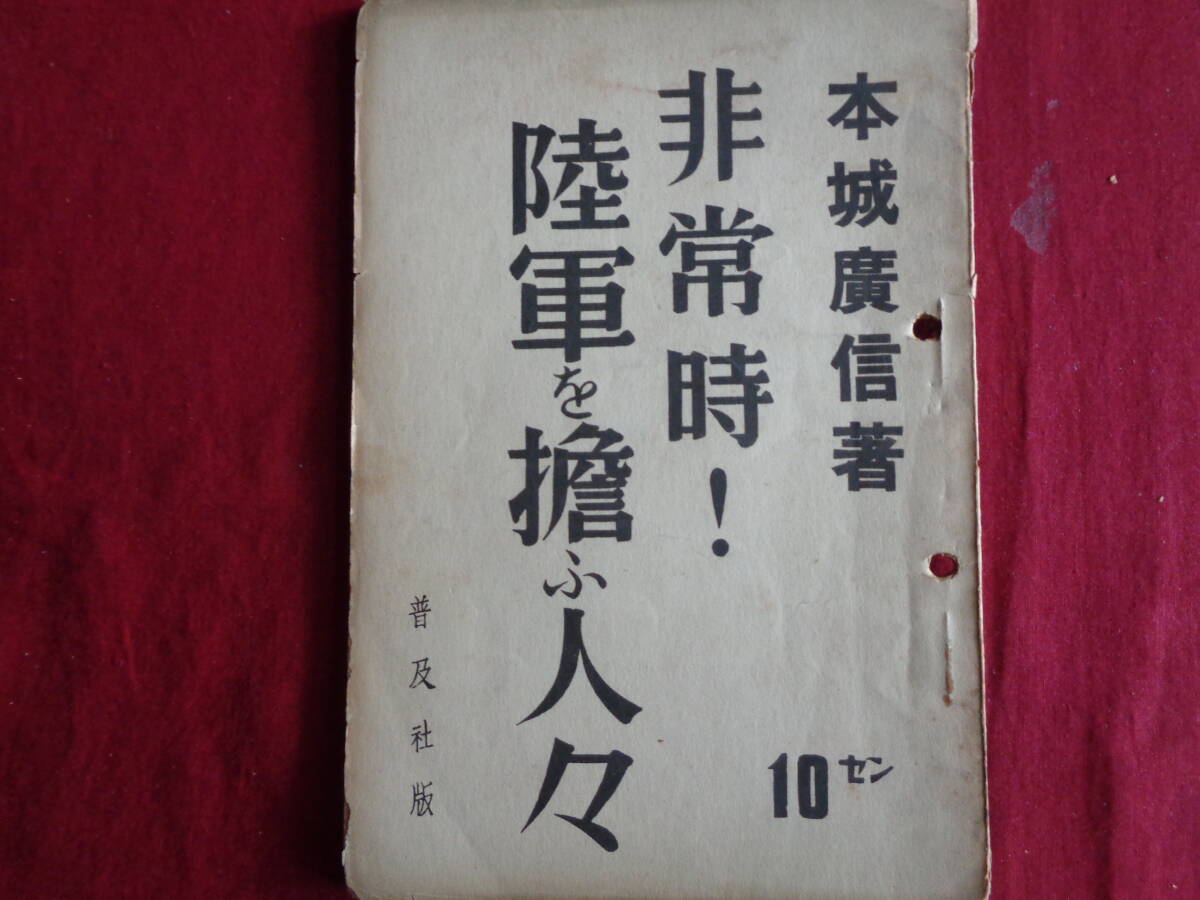 本城廣信著
非常時！
陸軍を擔ふ人々
普及社版
10セン